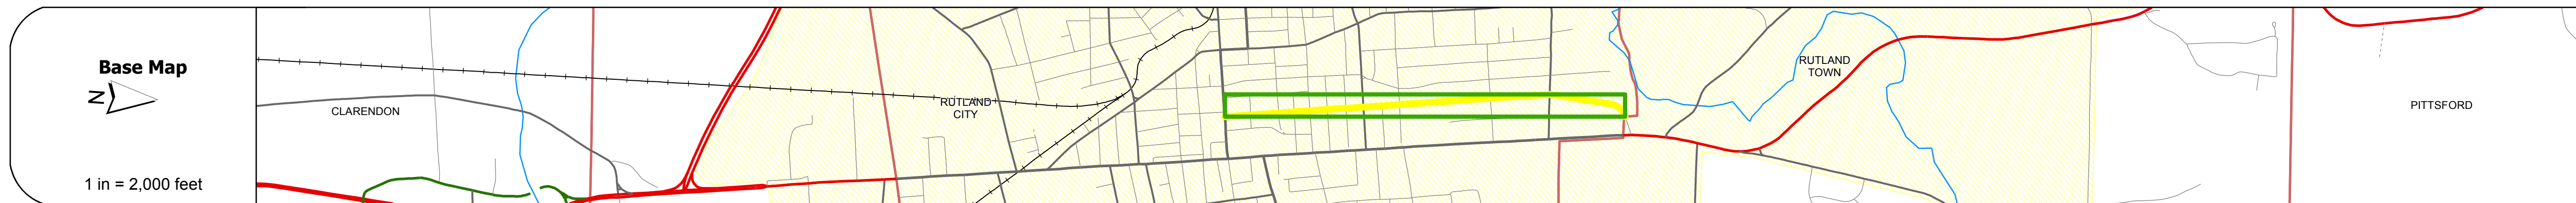 Base Map
N
1 in = 2,000 feet
CLARENDON
RUTLAND
CITY
RUTLAND
TOWN
PITTSFORD